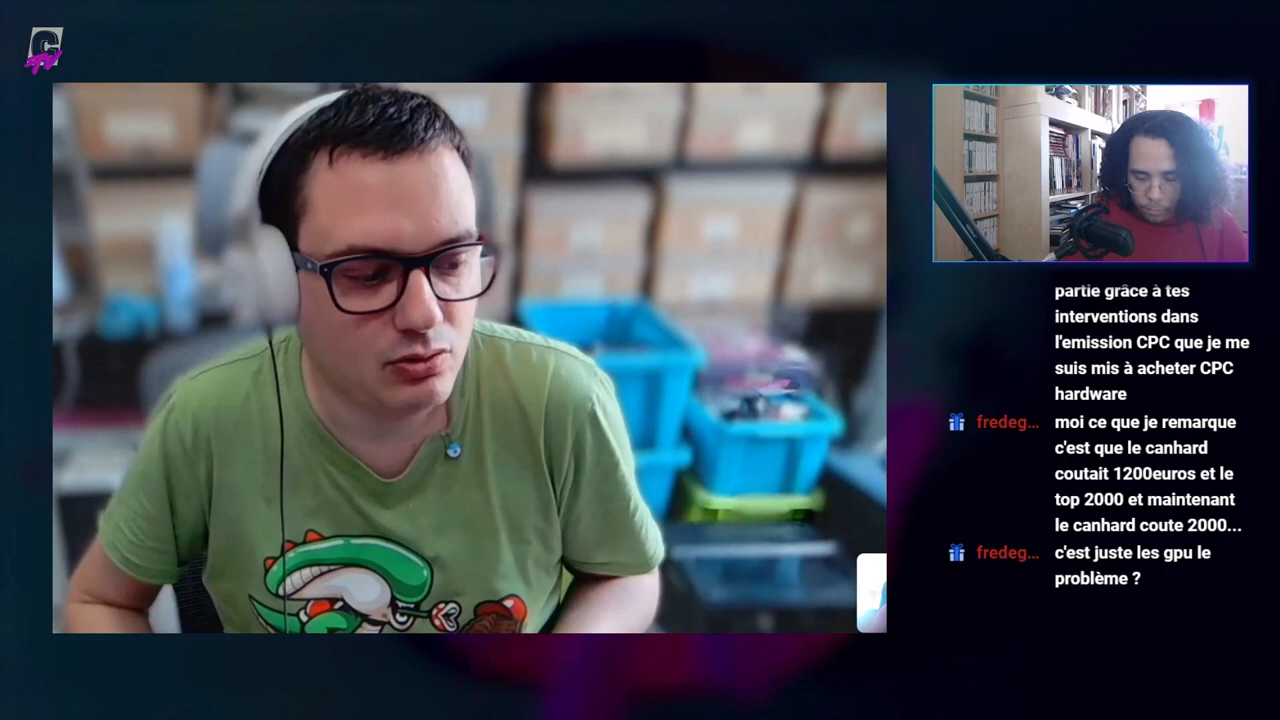 partie grâce à tes
interventions dans
l'emission CPC que je me
suis mis à acheter CPC
hardware
fredeg... moi ce que je remarque
c'est que le canhard
coutait 1200euros et le
top 2000 et maintenant
le canhard coute 2000...
fredeg... c'est juste les gpu le
problème ?